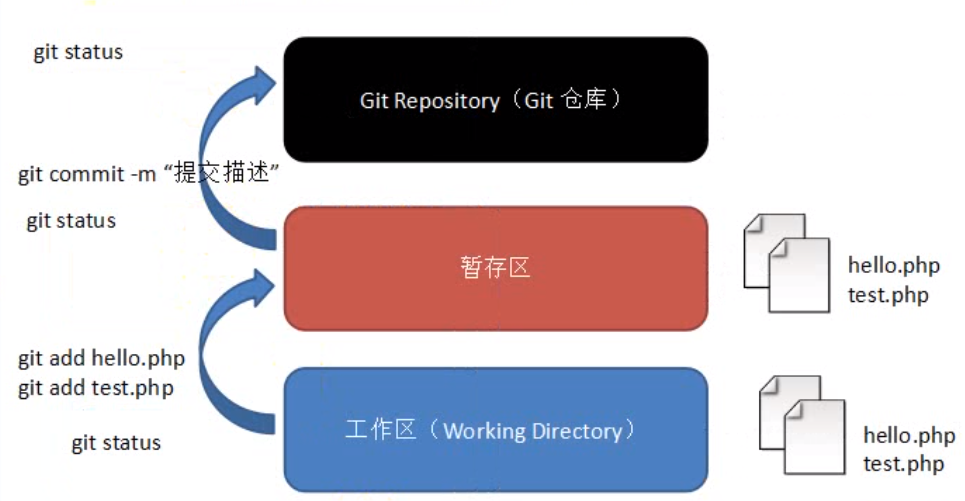 git status
Git Repository（Git 仓库）
git commit -m “提交描述”
git status
暂存区
hello.php
test.php
git add hello.php
git add test.php
git status
工作区（Working Directory）
hello.php
test.php